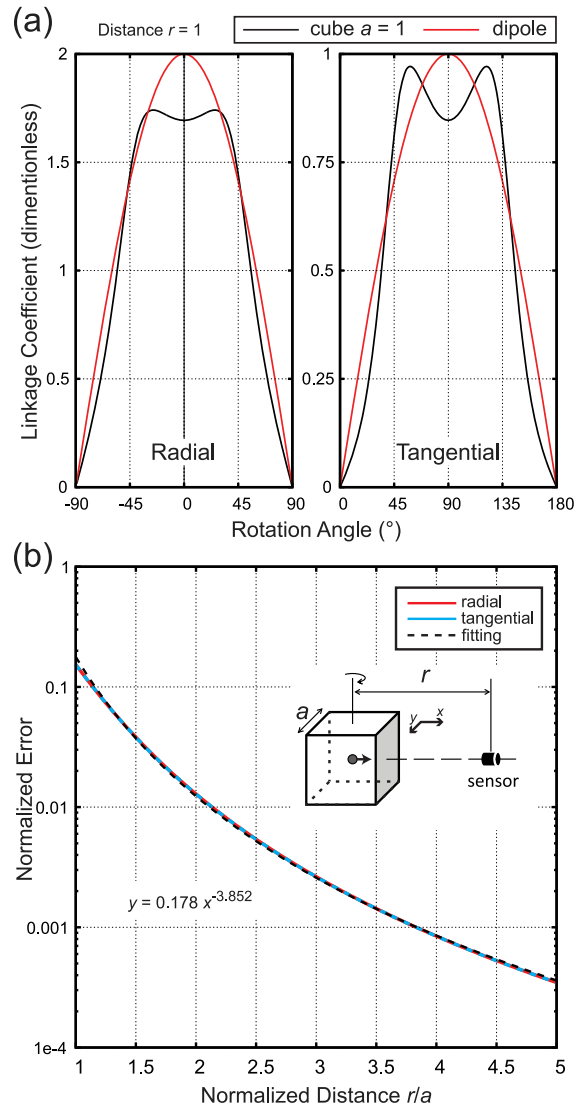 (a)
Distance r = 1
cube a = 1
dipole
Linkage Coefficient (dimentionless)
2
1.5
1
0.5
0
Radial
-90
-45
0
45
90
1
0.75
0.5
0.25
0
Tangential
0
45
90
135
180
Rotation Angle (°)
(b)
Normalized Error
1
0.1
0.01
0.001
1e-4
radial
tangential
fitting
r
a
y
x
sensor
y = 0.178 x^-3.852
1
1.5
2
2.5
3
3.5
4
4.5
5
Normalized Distance r/a